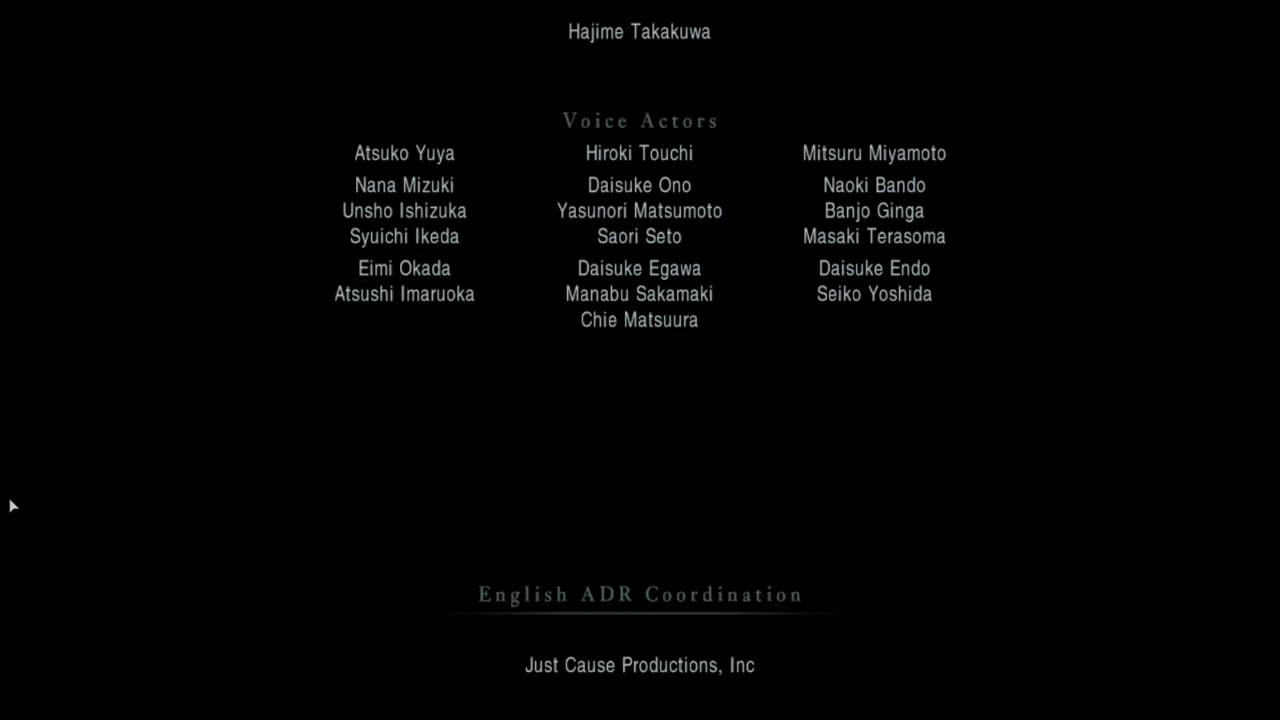 Hajime Takakuwa
Voice Actors
Atsuko Yuya Hiroki Touchi Mitsuru Miyamoto
Nana Mizuki Daisuke Ono Naoki Bando
Unsho Ishizuka Yasunori Matsumoto Banjo Ginga
Syuichi Ikeda Saori Seto Masaki Terasoma
Eimi Okada Daisuke Egawa Daisuke Endo
Atsushi Imaruoka Manabu Sakamaki Seiko Yoshida
Chie Matsuura
English ADR Coordination
Just Cause Productions, Inc